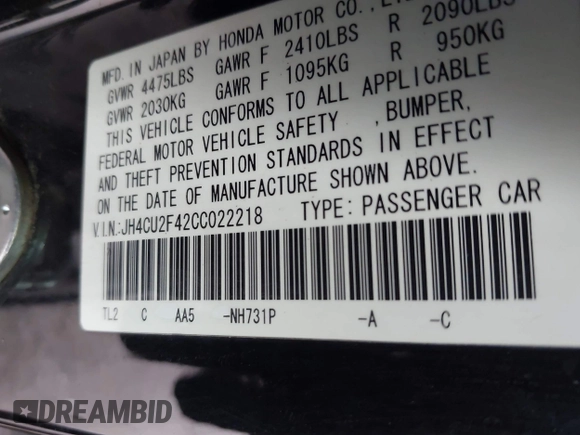 MFD. IN JAPAN BY HONDA MOTOR CO.,
GVWR 4475LBS GAWR F 2410LBS R 2090LBS
GVWR 2030KG GAWR F 1095KG R 950KG
THIS VEHICLE CONFORMS TO ALL APPLICABLE
FEDERAL MOTOR VEHICLE SAFETY , BUMPER,
AND THEFT PREVENTION STANDARDS IN EFFECT
ON THE DATE OF MANUFACTURE SHOWN ABOVE.
V.I.N.:JH4CU2F42CC022218 TYPE: PASSENGER CAR
TL2 C AA5 -NH731P -A -C
DREAMBID